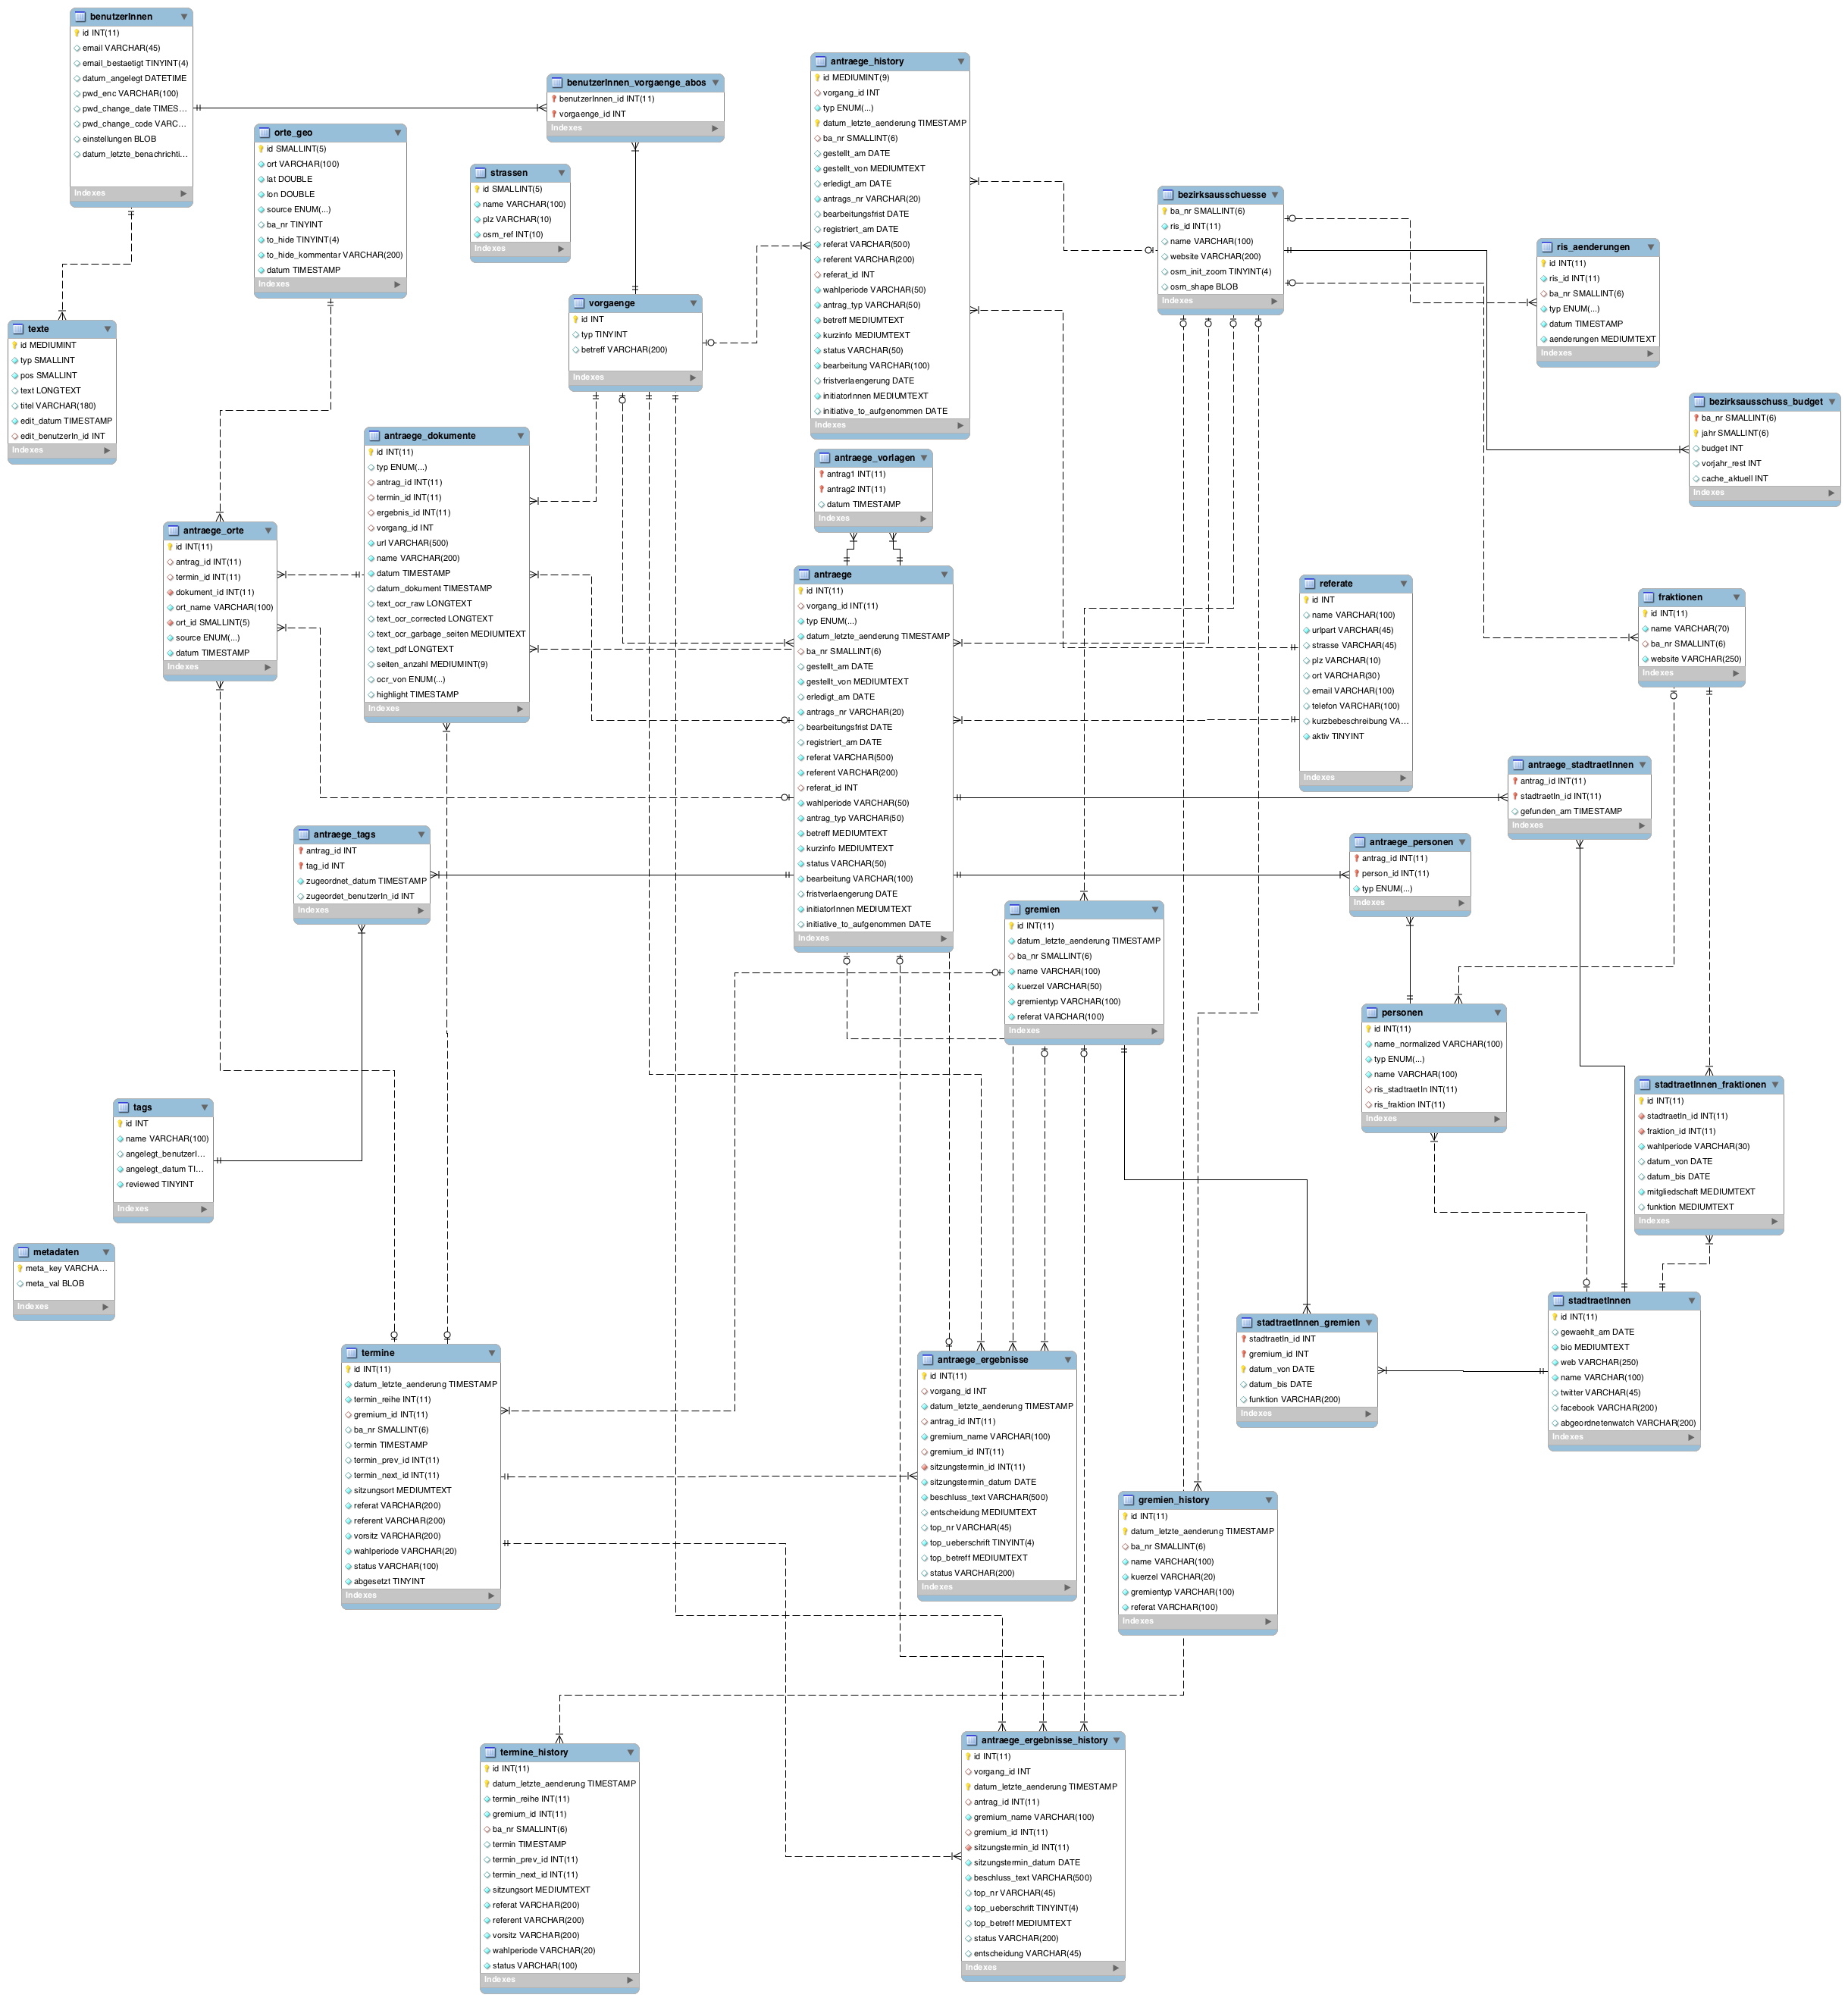 benutzerInnen
id INT(11)
email VARCHAR(45)
email_bestaetigt TINYINT(4)
datum_angelegt DATETIME
pwd_enc VARCHAR(100)
pwd_change_date TIMES...
pwd_change_code VARC...
einstellungen BLOB
datum_letzte_benachrichti...
Indexes
benutzerInnen_vorgaenge_abos
benutzerInnen_id INT(11)
vorgaenge_id INT
Indexes
antraege_history
id MEDIUMINT(9)
vorgang_id INT
typ ENUM(...)
datum_letzte_aenderung TIMESTAMP
ba_nr SMALLINT(6)
gestellt_am DATE
gestellt_von MEDIUMTEXT
erledigt_am DATE
antrags_nr VARCHAR(20)
bearbeitungsfrist DATE
registriert_am DATE
referat VARCHAR(500)
referent VARCHAR(200)
referat_id INT
wahlperiode VARCHAR(50)
antrag_typ VARCHAR(50)
betreff MEDIUMTEXT
kurzinfo MEDIUMTEXT
status VARCHAR(50)
bearbeitung VARCHAR(100)
fristverlaengerung DATE
initiatorInnen MEDIUMTEXT
initiative_to_aufgenommen DATE
Indexes
orte_geo
id SMALLINT(5)
ort VARCHAR(100)
lat DOUBLE
lon DOUBLE
source ENUM(...)
ba_nr TINYINT
to_hide TINYINT(4)
to_hide_kommentar VARCHAR(200)
datum TIMESTAMP
Indexes
strassen
id SMALLINT(5)
name VARCHAR(100)
plz VARCHAR(10)
osm_ref INT(10)
Indexes
bezirksausschuesse
ba_nr SMALLINT(6)
ris_id INT(11)
name VARCHAR(100)
website VARCHAR(200)
osm_init_zoom TINYINT(4)
osm_shape BLOB
Indexes
ris_aenderungen
id INT(11)
ris_id INT(11)
ba_nr SMALLINT(6)
typ ENUM(...)
datum TIMESTAMP
aenderungen MEDIUMTEXT
Indexes
vorgaenge
id INT
typ TINYINT
betreff VARCHAR(200)
Indexes
texte
id MEDIUMINT
typ SMALLINT
pos SMALLINT
text LONGTEXT
titel VARCHAR(180)
edit_datum TIMESTAMP
edit_benutzerIn_id INT
Indexes
bezirksausschuss_budget
ba_nr SMALLINT(6)
jahr SMALLINT(6)
budget INT
vorjahr_rest INT
cache_aktuell INT
Indexes
antraege_dokumente
id INT(11)
typ ENUM(...)
antrag_id INT(11)
termin_id INT(11)
ergebnis_id INT(11)
vorgang_id INT
url VARCHAR(500)
name VARCHAR(200)
datum TIMESTAMP
datum_dokument TIMESTAMP
text_ocr_raw LONGTEXT
text_ocr_corrected LONGTEXT
text_ocr_garbage_seiten MEDIUMTEXT
text_pdf LONGTEXT
seiten_anzahl MEDIUMINT(9)
ocr_von ENUM(...)
highlight TIMESTAMP
Indexes
antraege_vorlagen
antrag1 INT(11)
antrag2 INT(11)
datum TIMESTAMP
Indexes
antraege_orte
id INT(11)
antrag_id INT(11)
termin_id INT(11)
dokument_id INT(11)
ort_name VARCHAR(100)
ort_id SMALLINT(5)
source ENUM(...)
datum TIMESTAMP
Indexes
antraege
id INT(11)
vorgang_id INT(11)
typ ENUM(...)
datum_letzte_aenderung TIMESTAMP
ba_nr SMALLINT(6)
gestellt_am DATE
gestellt_von MEDIUMTEXT
erledigt_am DATE
antrags_nr VARCHAR(20)
bearbeitungsfrist DATE
registriert_am DATE
referat VARCHAR(500)
referent VARCHAR(200)
referat_id INT
wahlperiode VARCHAR(50)
antrag_typ VARCHAR(50)
betreff MEDIUMTEXT
kurzinfo MEDIUMTEXT
status VARCHAR(50)
bearbeitung VARCHAR(100)
fristverlaengerung DATE
initiatorInnen MEDIUMTEXT
initiative_to_aufgenommen DATE
Indexes
referate
id INT
name VARCHAR(100)
urlpart VARCHAR(45)
strasse VARCHAR(45)
plz VARCHAR(10)
ort VARCHAR(30)
email VARCHAR(100)
telefon VARCHAR(100)
kurzbebeschreibung VA...
aktiv TINYINT
Indexes
fraktionen
id INT(11)
name VARCHAR(70)
ba_nr SMALLINT(6)
website VARCHAR(250)
Indexes
antraege_stadtraetInnen
antrag_id INT(11)
stadtraetIn_id INT(11)
gefunden_am TIMESTAMP
Indexes
antraege_tags
antrag_id INT
tag_id INT
zugeordnet_datum TIMESTAMP
zugeordet_benutzerIn_id INT
Indexes
antraege_personen
antrag_id INT(11)
person_id INT(11)
typ ENUM(...)
Indexes
gremien
id INT(11)
datum_letzte_aenderung TIMESTAMP
ba_nr SMALLINT(6)
name VARCHAR(100)
kuerzel VARCHAR(50)
gremientyp VARCHAR(100)
referat VARCHAR(100)
Indexes
personen
id INT(11)
name_normalized VARCHAR(100)
typ ENUM(...)
name VARCHAR(100)
ris_stadtraetIn INT(11)
ris_fraktion INT(11)
Indexes
stadtraetInnen_fraktionen
id INT(11)
stadtraetIn_id INT(11)
fraktion_id INT(11)
wahlperiode VARCHAR(30)
datum_von DATE
datum_bis DATE
mitgliedschaft MEDIUMTEXT
funktion MEDIUMTEXT
Indexes
tags
id INT
name VARCHAR(100)
angelegt_benutzerI...
angelegt_datum TI...
reviewed TINYINT
Indexes
metadaten
meta_key VARCHA...
meta_val BLOB
Indexes
stadtraetInnen
id INT(11)
gewaehlt_am DATE
bio MEDIUMTEXT
web VARCHAR(250)
name VARCHAR(100)
twitter VARCHAR(45)
facebook VARCHAR(200)
abgeordnetenwatch VARCHAR(200)
Indexes
stadtraetInnen_gremien
stadtraetIn_id INT
gremium_id INT
datum_von DATE
datum_bis DATE
funktion VARCHAR(200)
Indexes
termine
id INT(11)
datum_letzte_aenderung TIMESTAMP
termin_reihe INT(11)
gremium_id INT(11)
ba_nr SMALLINT(6)
termin TIMESTAMP
termin_prev_id INT(11)
termin_next_id INT(11)
sitzungsort MEDIUMTEXT
referat VARCHAR(200)
referent VARCHAR(200)
vorsitz VARCHAR(200)
wahlperiode VARCHAR(20)
status VARCHAR(100)
abgesetzt TINYINT
Indexes
antraege_ergebnisse
id INT(11)
vorgang_id INT
datum_letzte_aenderung TIMESTAMP
antrag_id INT(11)
gremium_name VARCHAR(100)
gremium_id INT(11)
sitzungstermin_id INT(11)
sitzungstermin_datum DATE
beschluss_text VARCHAR(500)
entscheidung MEDIUMTEXT
top_nr VARCHAR(45)
top_ueberschrift TINYINT(4)
top_betreff MEDIUMTEXT
status VARCHAR(200)
Indexes
gremien_history
id INT(11)
datum_letzte_aenderung TIMESTAMP
ba_nr SMALLINT(6)
name VARCHAR(100)
kuerzel VARCHAR(20)
gremientyp VARCHAR(100)
referat VARCHAR(100)
Indexes
termine_history
id INT(11)
datum_letzte_aenderung TIMESTAMP
termin_reihe INT(11)
gremium_id INT(11)
ba_nr SMALLINT(6)
termin TIMESTAMP
termin_prev_id INT(11)
termin_next_id INT(11)
sitzungsort MEDIUMTEXT
referat VARCHAR(200)
referent VARCHAR(200)
vorsitz VARCHAR(200)
wahlperiode VARCHAR(20)
status VARCHAR(100)
Indexes
antraege_ergebnisse_history
id INT(11)
vorgang_id INT
datum_letzte_aenderung TIMESTAMP
antrag_id INT(11)
gremium_name VARCHAR(100)
gremium_id INT(11)
sitzungstermin_id INT(11)
sitzungstermin_datum DATE
beschluss_text VARCHAR(500)
top_nr VARCHAR(45)
top_ueberschrift TINYINT(4)
top_betreff MEDIUMTEXT
status VARCHAR(200)
entscheidung VARCHAR(45)
Indexes